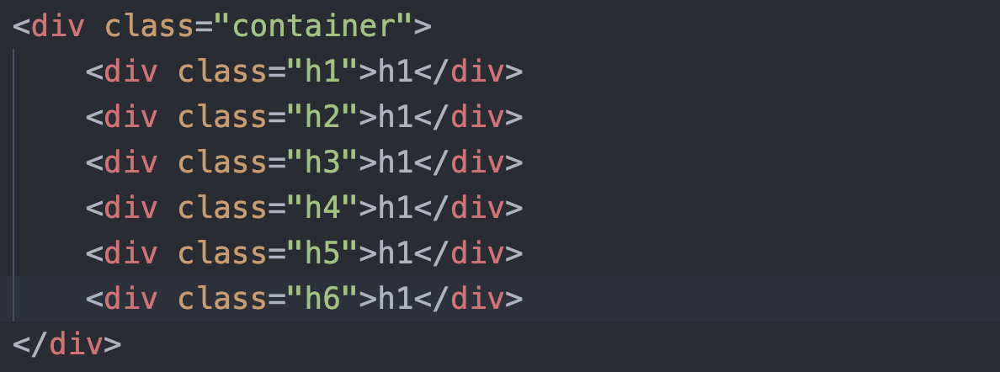 <div class="container">
    <div class="h1">h1</div>
    <div class="h2">h1</div>
    <div class="h3">h1</div>
    <div class="h4">h1</div>
    <div class="h5">h1</div>
    <div class="h6">h1</div>
</div>